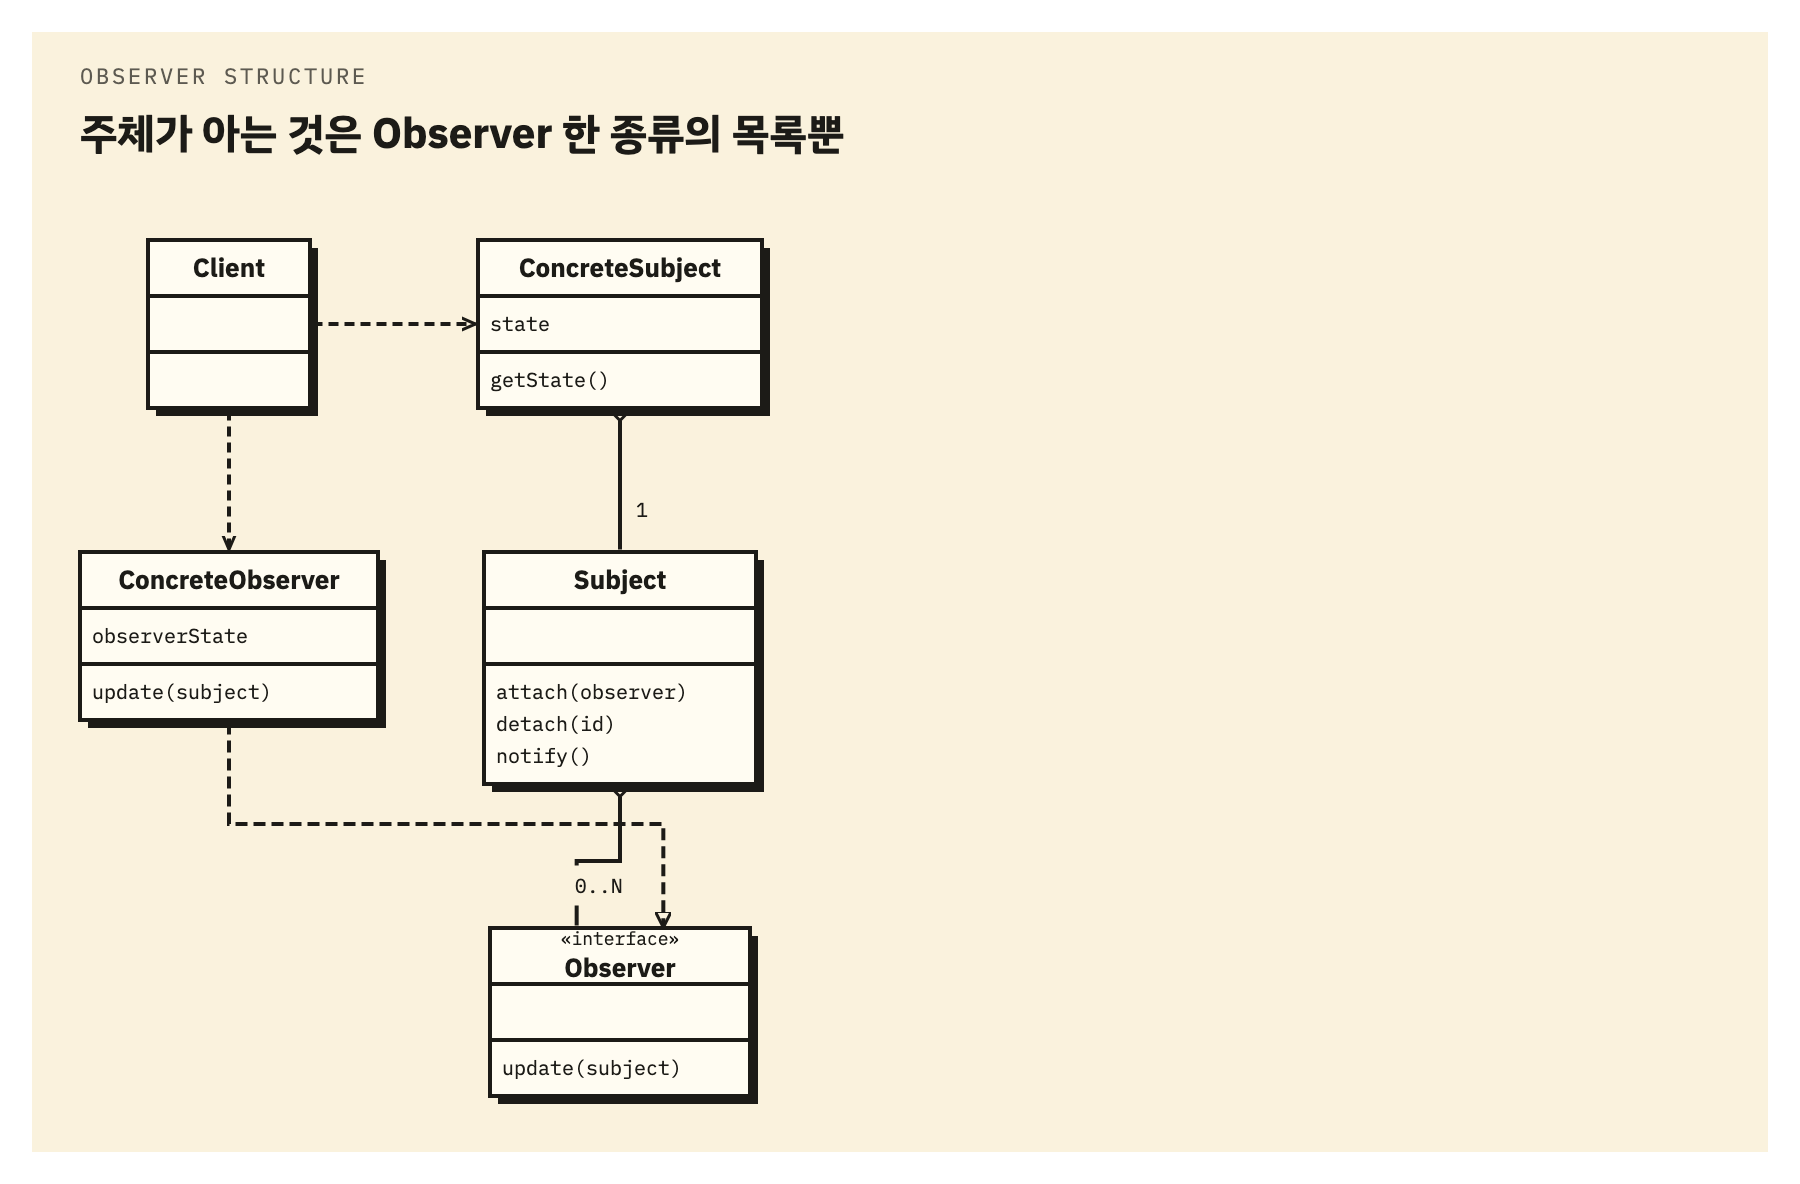 OBSERVER STRUCTURE
주체가 아는 것은 Observer 한 종류의 목록뿐
Client
ConcreteSubject
state
getState()
1
ConcreteObserver
observerState
update(subject)
Subject
attach(observer)
detach(id)
notify()
0..N
«interface»
Observer
update(subject)